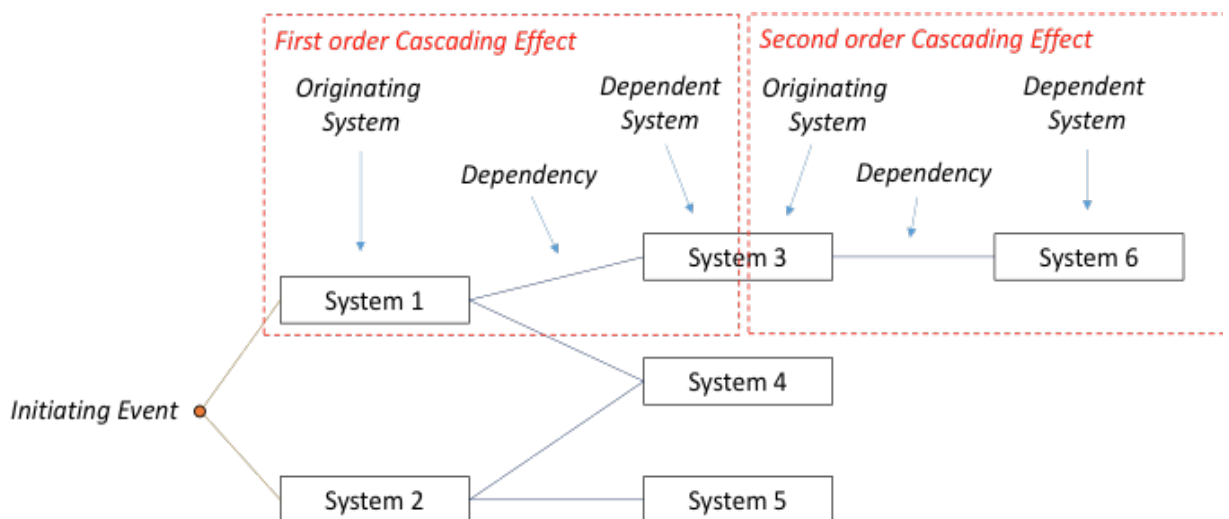 First order Cascading Effect
Second order Cascading Effect
Originating
System
Dependent
System
Originating
System
Dependent
System
Dependency
Dependency
System 3
System 6
System 1
System 4
Initiating Event
System 2
System 5